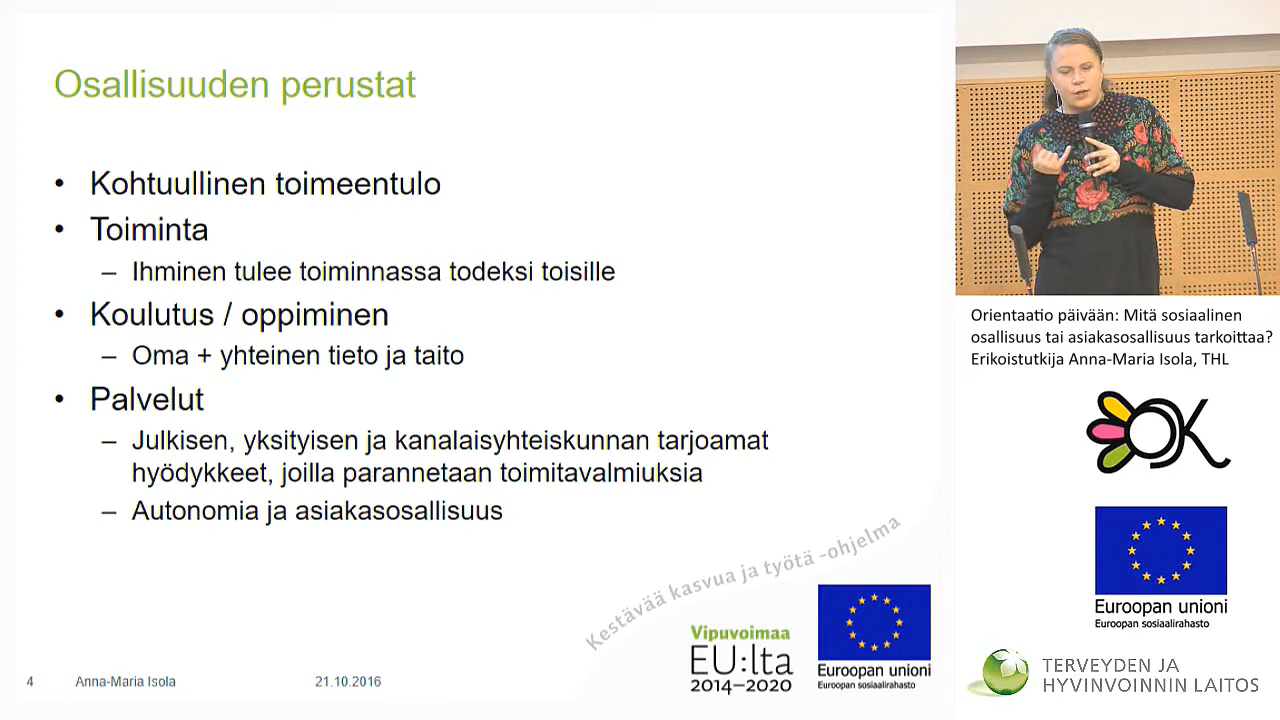 Osallisuuden perustat
• Kohtuullinen toimeentulo
• Toiminta
– Ihminen tulee toiminnassa todeksi toisille
• Koulutus / oppiminen
– Oma + yhteinen tieto ja taito
• Palvelut
– Julkisen, yksityisen ja kanalaisyhteiskunnan tarjoamat
hyödykkeet, joilla parannetaan toimitavalmiuksia
– Autonomia ja asiakasosallisuus
Kestävää kasvua ja työtä -ohjelma
Vipuvoimaa
EU:lta
2014–2020
Euroopan unioni
Euroopan sosiaalirahasto
4 Anna-Maria Isola 21.10.2016
Orientaatio päivään: Mitä sosiaalinen
osallisuus tai asiakasosallisuus tarkoittaa?
Erikoistutkija Anna-Maria Isola, THL
OK
Euroopan unioni
Euroopan sosiaalirahasto
TERVEYDEN JA
HYVINVOINNIN LAITOS